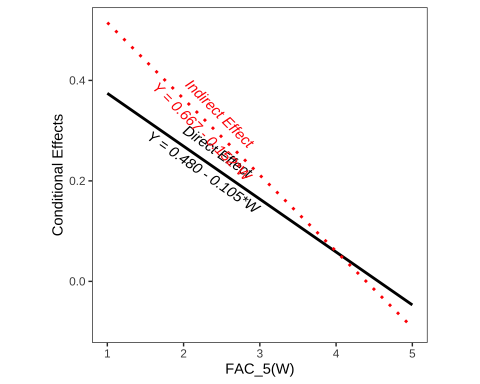 Indirect Effect
Y = 0.667 -
Direct Effect
Y = 0.480 - 0.105*W
Conditional Effects
0.4
0.2
0.0
1 2 3 4 5
FAC_5(W)